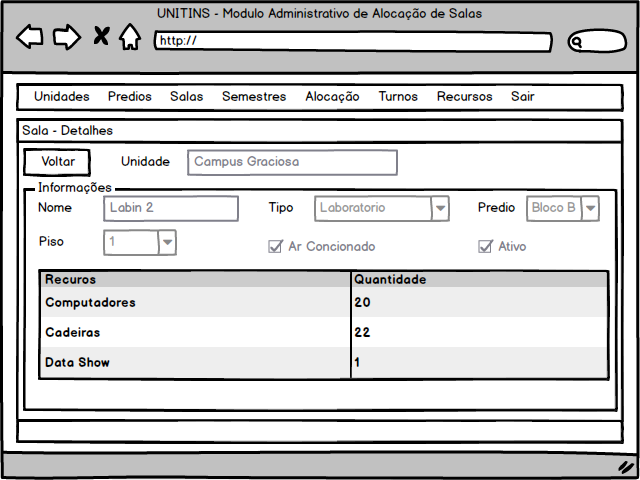 UNITINS - Modulo Administrativo de Alocação de Salas
http://
Unidades Predios Salas Semestres Alocação Turnos Recursos Sair
Sala - Detalhes
Voltar Unidade Campus Graciosa
Informações
Nome Labin 2 Tipo Laboratorio Predio Bloco B
Piso 1 Ar Concionado Ativo
Recuros Quantidade
Computadores 20
Cadeiras 22
Data Show 1